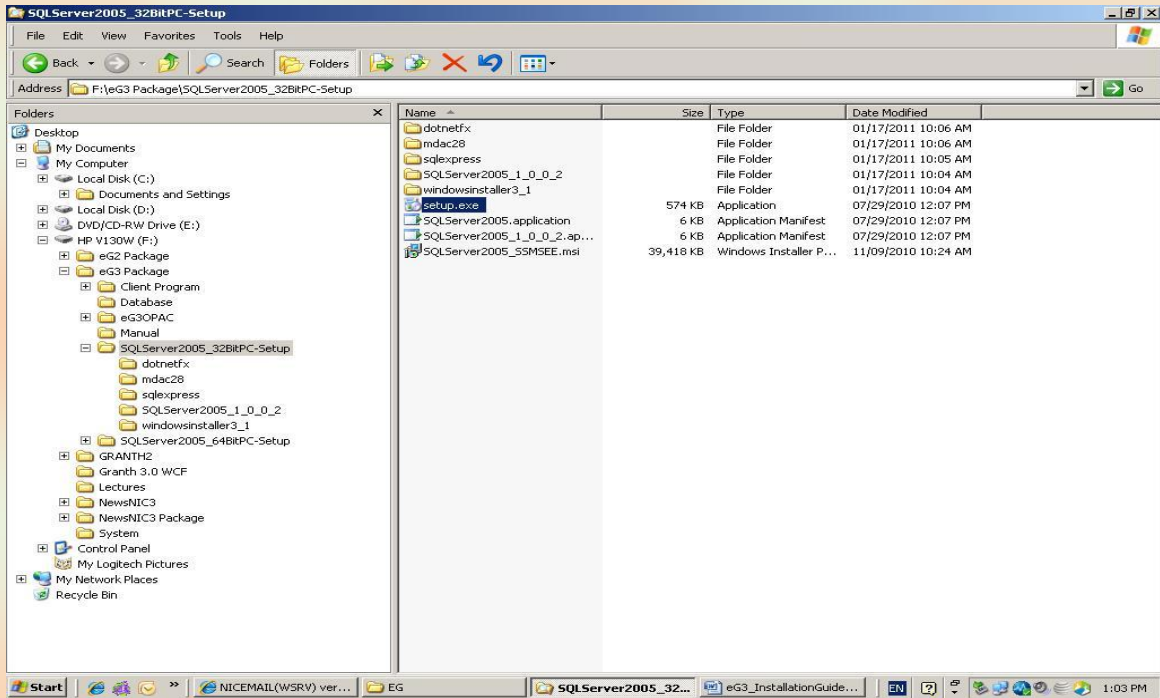 SQLServer2005_32BitPC-Setup
File Edit View Favorites Tools Help
Back Search Folders
Address F:\eG3 Package\SQLServer2005_32BitPC-Setup Go
Folders
Desktop
My Documents
My Computer
Local Disk (C:)
Documents and Settings
Local Disk (D:)
DVD/CD-RW Drive (E:)
HP V130W (F:)
eG2 Package
eG3 Package
Client Program
Database
eG3OPAC
Manual
SQLServer2005_32BitPC-Setup
dotnetfx
mdac28
sqlexpress
SQLServer2005_1_0_0_2
windowsinstaller3_1
SQLServer2005_64BitPC-Setup
GRANTH2
Granth 3.0 WCF
Lectures
NewsNIC3
NewsNIC3 Package
System
Control Panel
My Logitech Pictures
My Network Places
Recycle Bin
Name Size Type Date Modified
dotnetfx File Folder 01/17/2011 10:06 AM
mdac28 File Folder 01/17/2011 10:06 AM
sqlexpress File Folder 01/17/2011 10:05 AM
SQLServer2005_1_0_0_2 File Folder 01/17/2011 10:04 AM
windowsinstaller3_1 File Folder 01/17/2011 10:04 AM
setup.exe 574 KB Application 07/29/2010 12:07 PM
SQLServer2005.application 6 KB Application Manifest 07/29/2010 12:07 PM
SQLServer2005_1_0_0_2.ap... 6 KB Application Manifest 07/29/2010 12:07 PM
SQLServer2005_SSMSEE.msi 39,418 KB Windows Installer P... 11/09/2010 10:24 AM
Start NICEMAIL(WSRV) ver... EG SQLServer2005_32... eG3_InstallationGuide... EN 1:03 PM